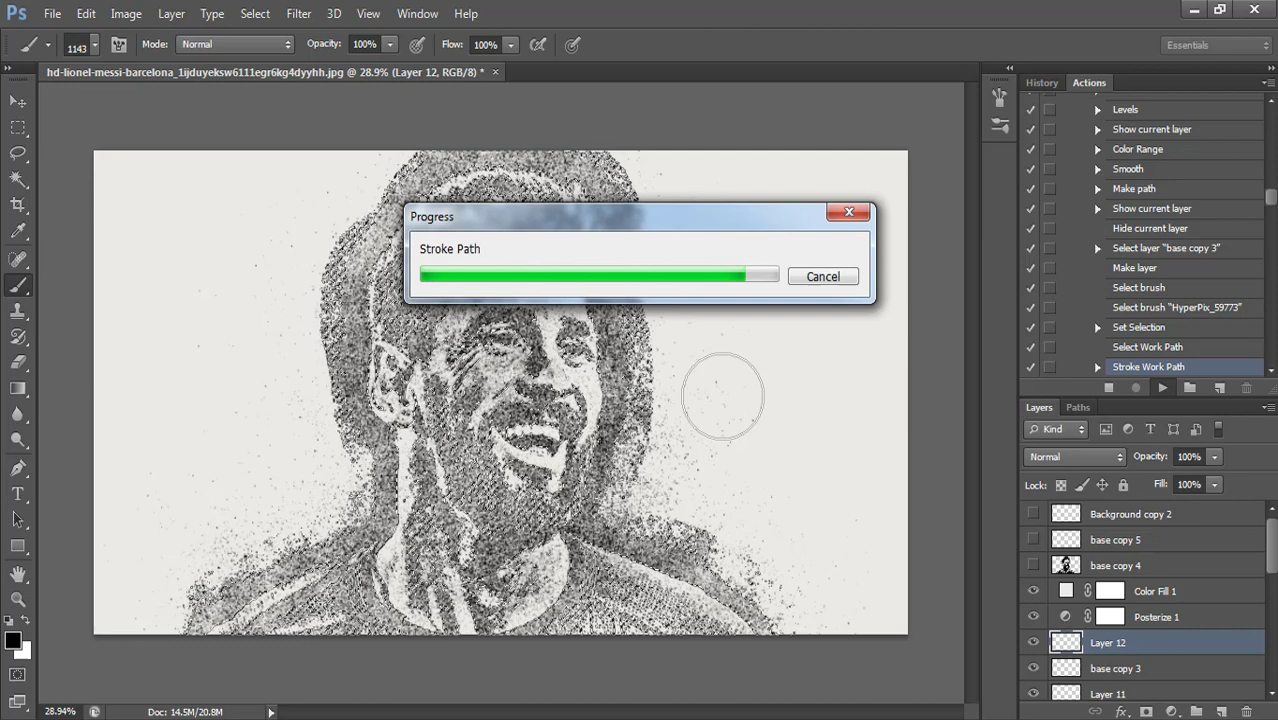 Ps File Edit Image Layer Type Select Filter 3D View Window Help
1143 Mode: Normal Opacity: 100% Flow: 100% Essentials
hd-lionel-messi-barcelona_1ijduyeksw6111egr6kg4dyyhh.jpg @ 28.9% (Layer 12, RGB/8) *
History Actions
Levels
Show current layer
Color Range
Smooth
Make path
Show current layer
Hide current layer
Select layer "base copy 3"
Make layer
Select brush
Select brush "HyperPix_59773"
Set Selection
Select Work Path
Stroke Work Path
Progress
Stroke Path
Cancel
Layers Paths
Kind
Normal Opacity: 100%
Lock: Fill: 100%
Background copy 2
base copy 5
base copy 4
Color Fill 1
Posterize 1
Layer 12
base copy 3
Layer 11
28.94% Doc: 14.5M/20.8M